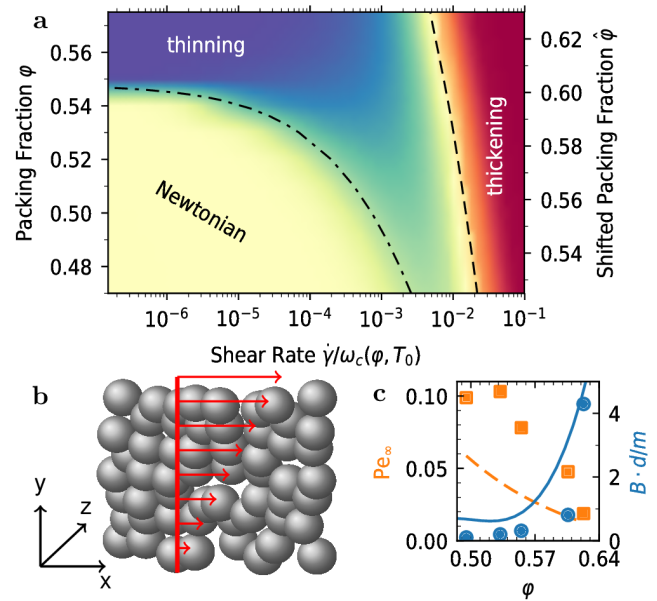 a
thinning
Newtonian
thickening
Packing Fraction φ
0.56
0.54
0.52
0.50
0.48
Shifted Packing Fraction φ̂
0.62
0.60
0.58
0.56
0.54
10⁻⁶ 10⁻⁵ 10⁻⁴ 10⁻³ 10⁻² 10⁻¹
Shear Rate γ̇/ω_c(φ, T₀)
b
y
z
x
c
Pe∞
0.10
0.05
0.00
B · d/m
4
2
0
0.50 0.57 0.64
φ